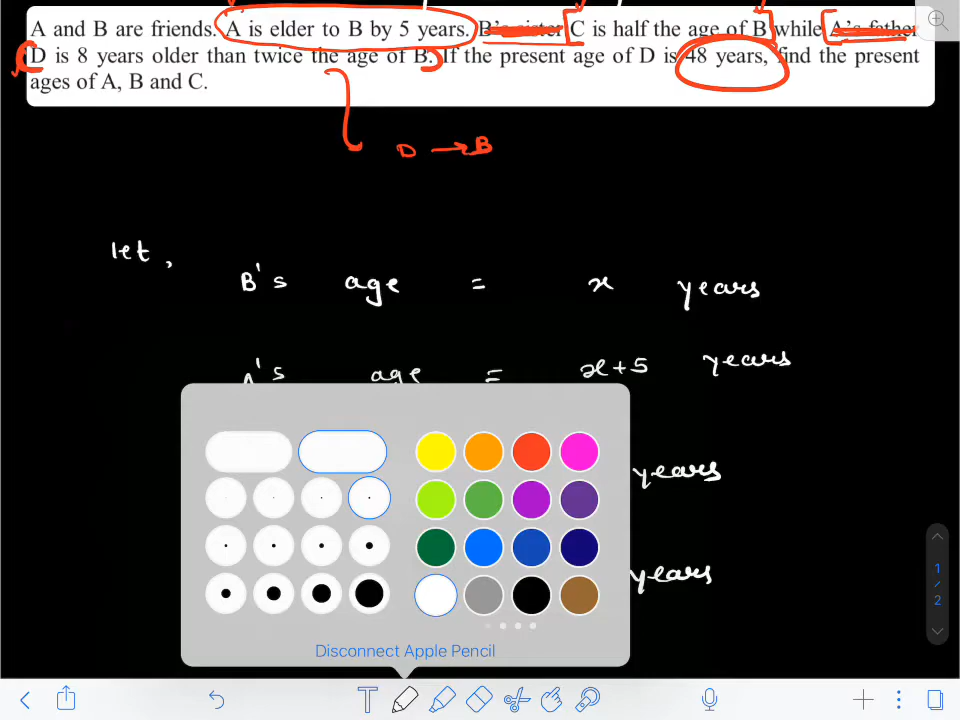 A and B are friends. A is elder to B by 5 years. B's sister C is half the age of B while A's father
D is 8 years older than twice the age of B. If the present age of D is 48 years, find the present
ages of A, B and C.
D → B
let,
B's age = x years
A's age = x+5 years
years
years
Disconnect Apple Pencil
1
/
2
T